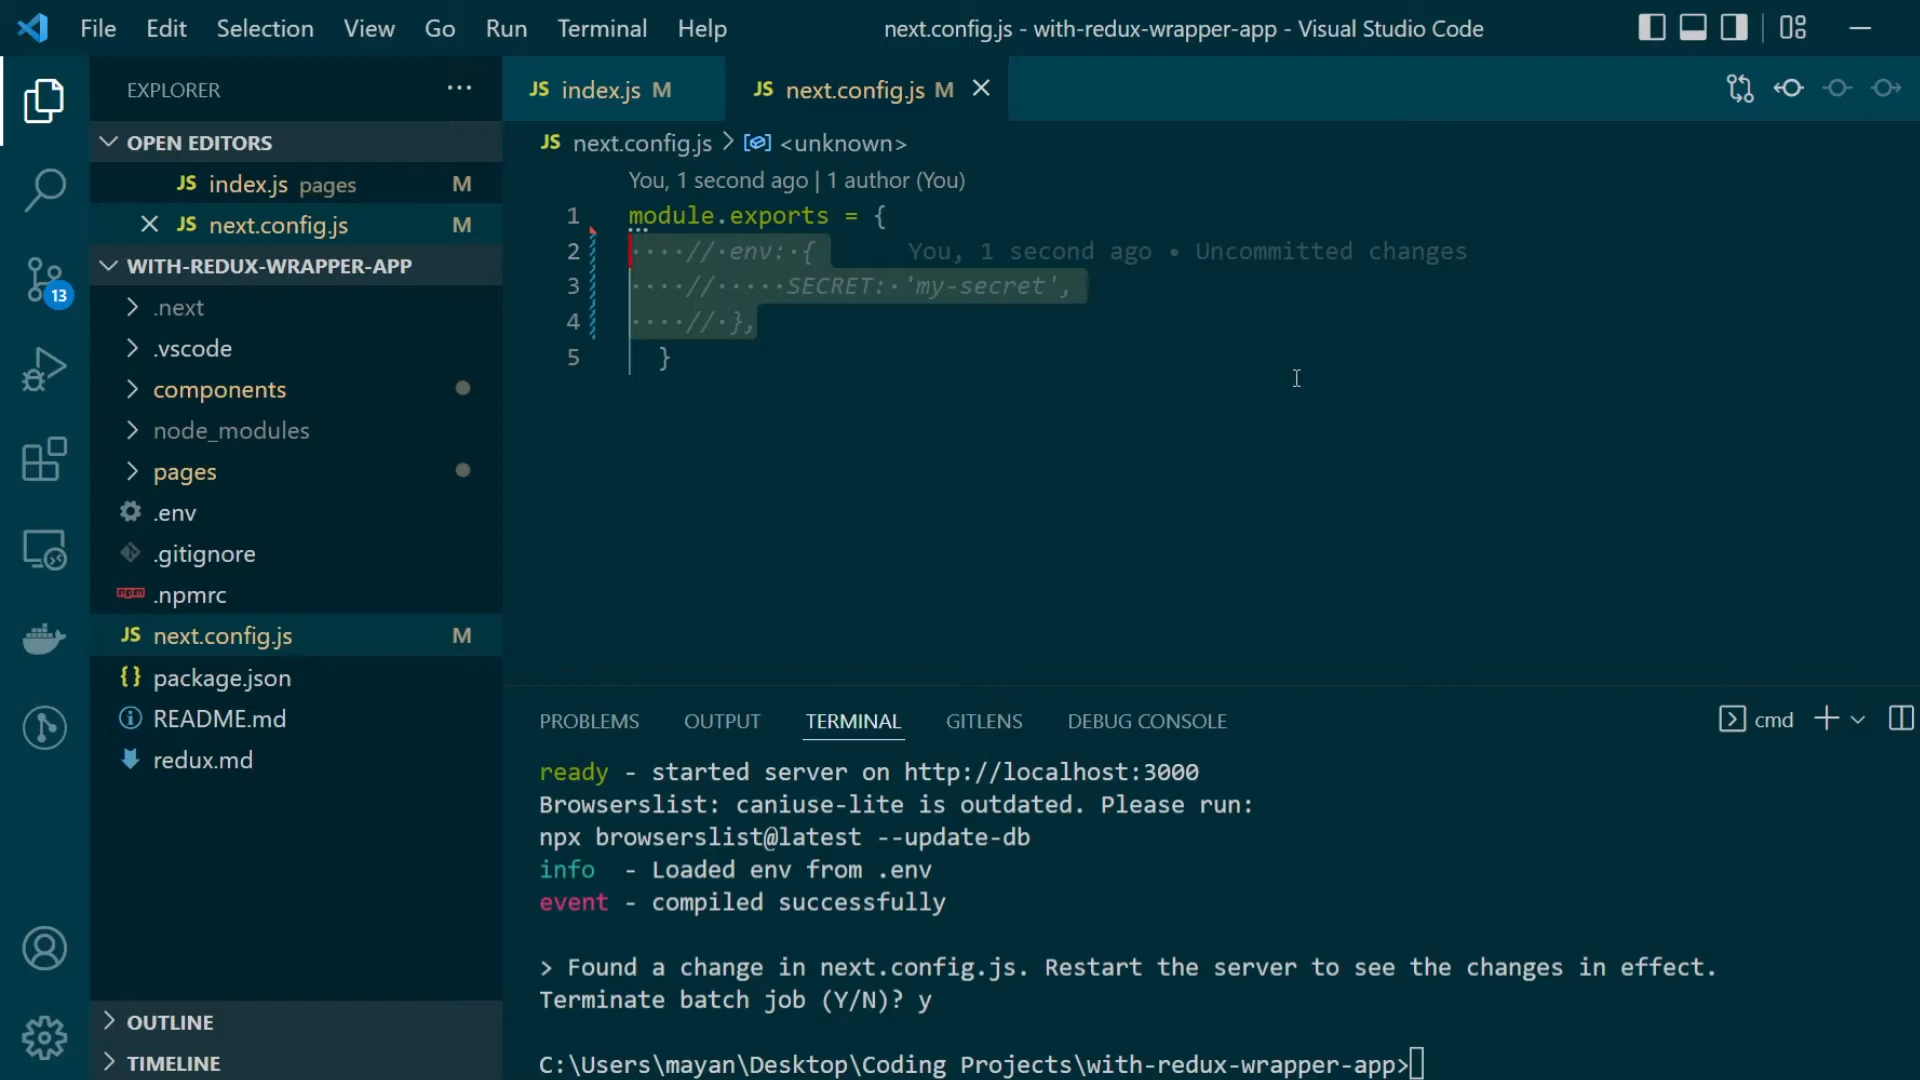 File Edit Selection View Go Run Terminal Help
next.config.js - with-redux-wrapper-app - Visual Studio Code
EXPLORER
OPEN EDITORS
JS index.js pages M
JS next.config.js M
WITH-REDUX-WRAPPER-APP
.next
.vscode
components
node_modules
pages
.env
.gitignore
.npmrc
JS next.config.js M
{} package.json
README.md
redux.md
OUTLINE
TIMELINE
13
JS index.js M
JS next.config.js M
JS next.config.js > <unknown>
You, 1 second ago | 1 author (You)
1 module.exports = {
2 ····//·env:·{ You, 1 second ago • Uncommitted changes
3 ····//·····SECRET:·'my-secret',
4 ····//·},
5 }
PROBLEMS OUTPUT TERMINAL GITLENS DEBUG CONSOLE
cmd
ready - started server on http://localhost:3000
Browserslist: caniuse-lite is outdated. Please run:
npx browserslist@latest --update-db
info - Loaded env from .env
event - compiled successfully
> Found a change in next.config.js. Restart the server to see the changes in effect.
Terminate batch job (Y/N)? y
C:\Users\mayan\Desktop\Coding Projects\with-redux-wrapper-app>